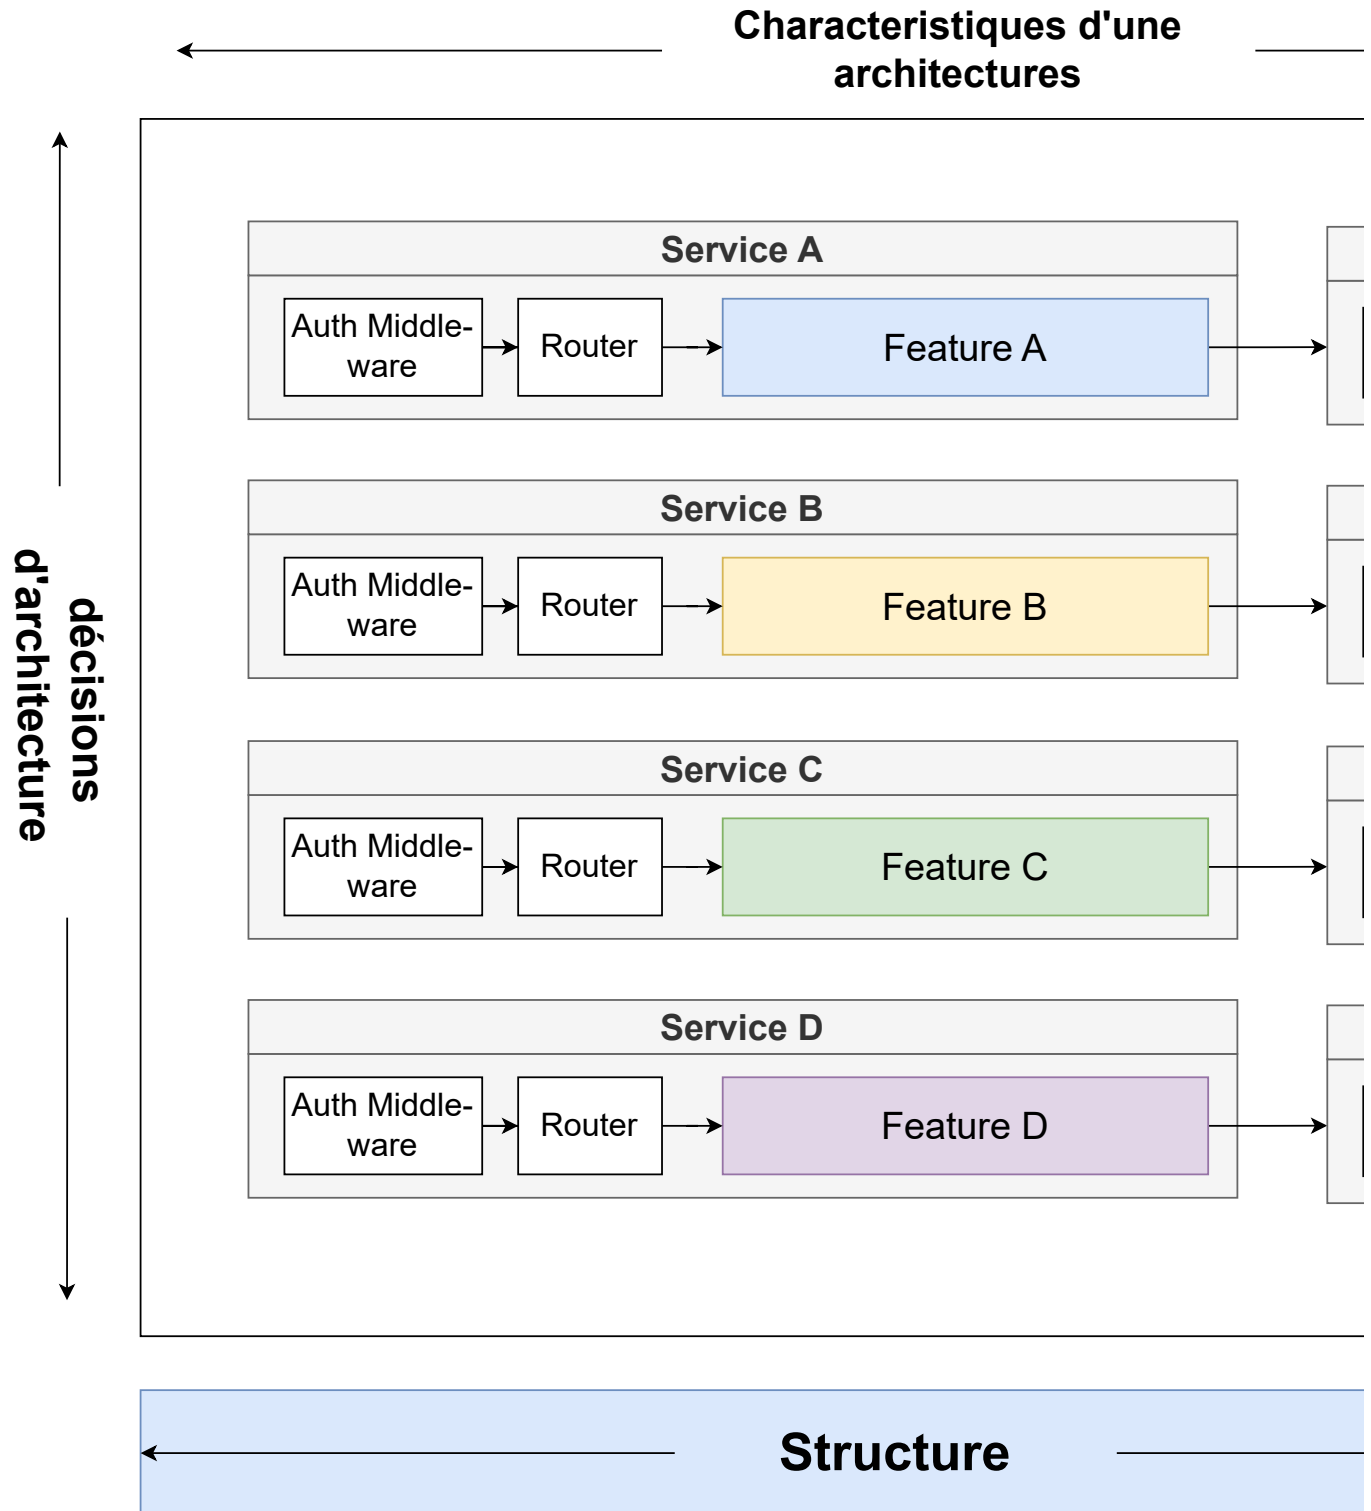 Characteristiques d'une
architectures
décisions
d'architecture
Service A
Auth Middle-
ware
Router
Feature A
Service B
Auth Middle-
ware
Router
Feature B
Service C
Auth Middle-
ware
Router
Feature C
Service D
Auth Middle-
ware
Router
Feature D
Structure